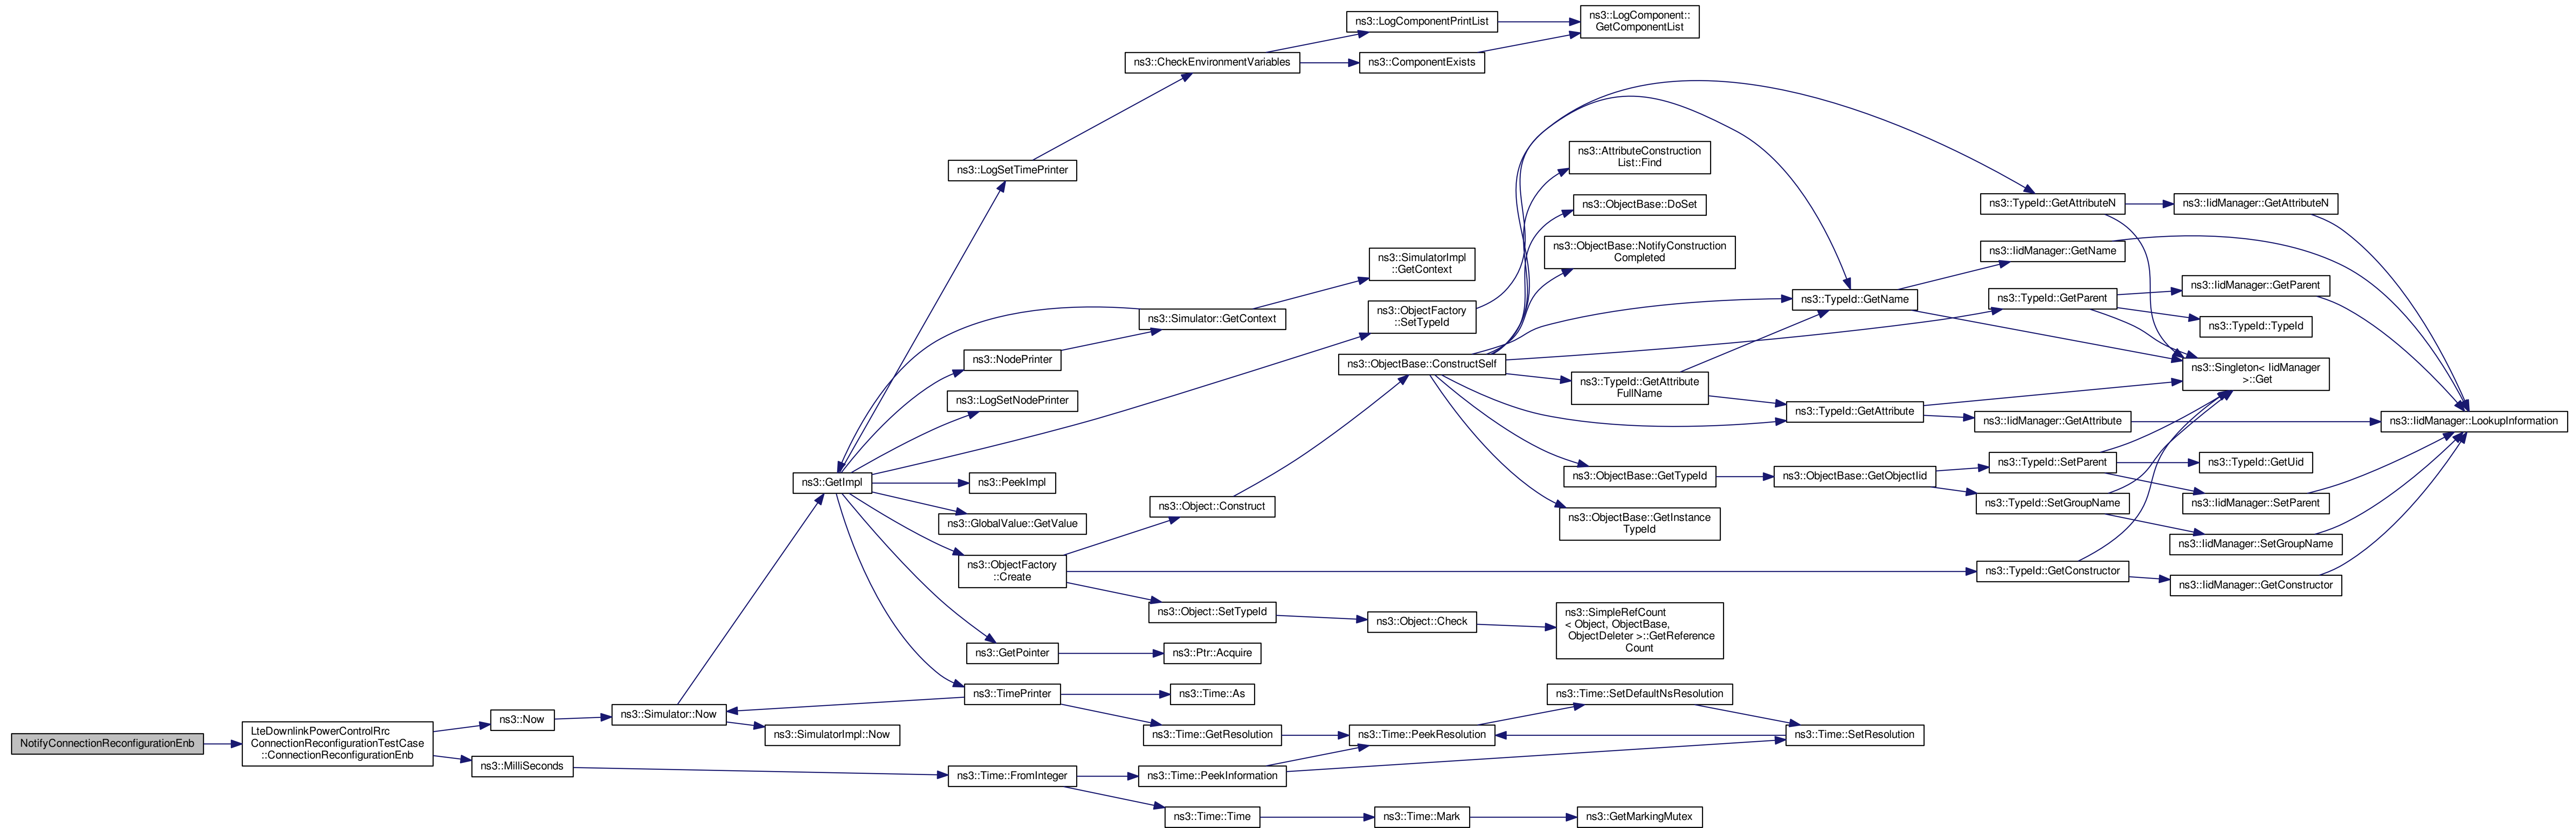 NotifyConnectionReconfigurationEnb
LteDownlinkPowerControlRrc
ConnectionReconfigurationTestCase
::ConnectionReconfigurationEnb
ns3::Now
ns3::MilliSeconds
ns3::Simulator::Now
ns3::SimulatorImpl::Now
ns3::GetImpl
ns3::LogSetTimePrinter
ns3::NodePrinter
ns3::LogSetNodePrinter
ns3::PeekImpl
ns3::GlobalValue::GetValue
ns3::ObjectFactory
::Create
ns3::GetPointer
ns3::TimePrinter
ns3::Time::FromInteger
ns3::CheckEnvironmentVariables
ns3::Simulator::GetContext
ns3::Object::Construct
ns3::Object::SetTypeId
ns3::Ptr::Acquire
ns3::Time::As
ns3::Time::GetResolution
ns3::Time::PeekInformation
ns3::Time::Time
ns3::LogComponentPrintList
ns3::ComponentExists
ns3::SimulatorImpl
::GetContext
ns3::ObjectFactory
::SetTypeId
ns3::ObjectBase::ConstructSelf
ns3::Object::Check
ns3::Time::PeekResolution
ns3::Time::Mark
ns3::LogComponent::
GetComponentList
ns3::AttributeConstruction
List::Find
ns3::ObjectBase::DoSet
ns3::ObjectBase::NotifyConstruction
Completed
ns3::TypeId::GetAttribute
FullName
ns3::ObjectBase::GetTypeId
ns3::ObjectBase::GetInstance
TypeId
ns3::SimpleRefCount
< Object, ObjectBase,
ObjectDeleter >::GetReference
Count
ns3::Time::SetDefaultNsResolution
ns3::GetMarkingMutex
ns3::TypeId::GetName
ns3::TypeId::GetAttribute
ns3::ObjectBase::GetObjectIid
ns3::Time::SetResolution
ns3::TypeId::GetAttributeN
ns3::IidManager::GetName
ns3::TypeId::GetParent
ns3::IidManager::GetAttribute
ns3::TypeId::SetParent
ns3::TypeId::SetGroupName
ns3::TypeId::GetConstructor
ns3::IidManager::GetAttributeN
ns3::IidManager::GetParent
ns3::TypeId::TypeId
ns3::Singleton< IidManager
>::Get
ns3::TypeId::GetUid
ns3::IidManager::SetParent
ns3::IidManager::SetGroupName
ns3::IidManager::GetConstructor
ns3::IidManager::LookupInformation